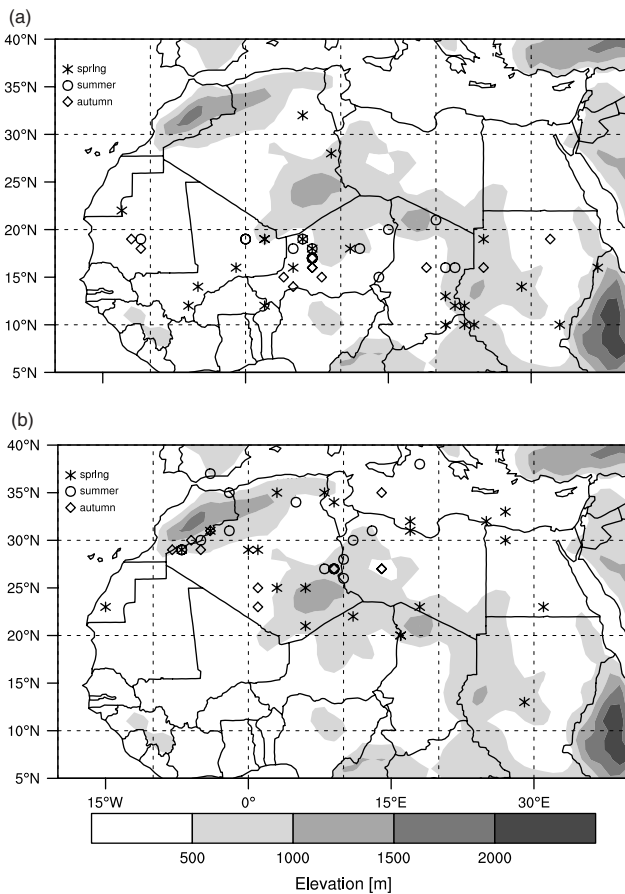 (a)
40°N
✳ spring
○ summer
◇ autumn
35°N
30°N
25°N
20°N
15°N
10°N
5°N
(b)
40°N
✳ spring
○ summer
◇ autumn
35°N
30°N
25°N
20°N
15°N
10°N
5°N
15°W 0° 15°E 30°E
500 1000 1500 2000
Elevation [m]